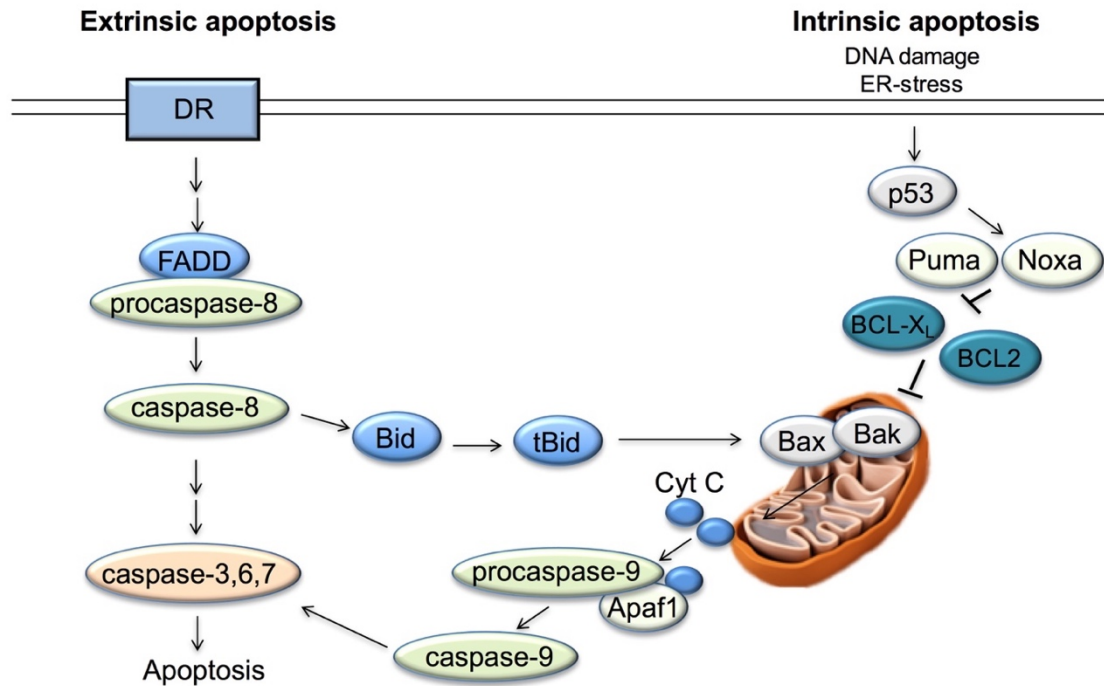 Extrinsic apoptosis
Intrinsic apoptosis
DNA damage
ER-stress
DR
p53
FADD
procaspase-8
Puma
Noxa
BCL-X_L
BCL2
caspase-8
Bid
tBid
Bax
Bak
Cyt C
procaspase-9
Apaf1
caspase-3,6,7
caspase-9
Apoptosis